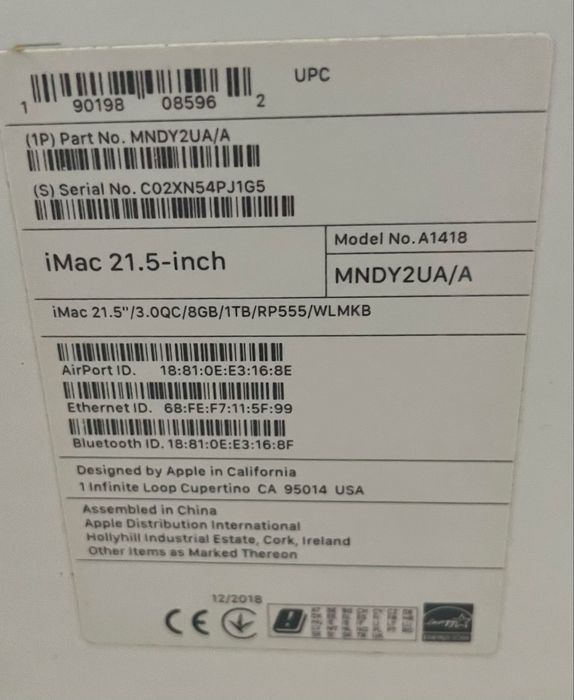 UPC
1 90198 08596 2
(1P) Part No. MNDY2UA/A
(S) Serial No. C02XN54PJ1G5
iMac 21.5-inch
Model No. A1418
MNDY2UA/A
iMac 21.5"/3.0QC/8GB/1TB/RP555/WLMKB
AirPort ID. 18:81:0E:E3:16:8E
Ethernet ID. 68:FE:F7:11:5F:99
Bluetooth ID. 18:81:0E:E3:16:8F
Designed by Apple in California
1 Infinite Loop Cupertino CA 95014 USA
Assembled in China
Apple Distribution International
Hollyhill Industrial Estate, Cork, Ireland
Other Items as Marked Thereon
12/2018
CE